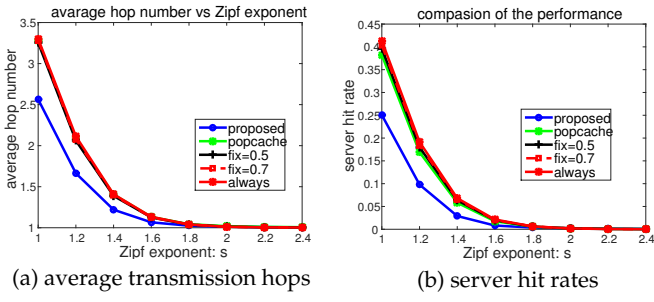 avarage hop number vs Zipf exponent
average hop number
3.5
3
2.5
2
1.5
1
proposed
popcache
fix=0.5
fix=0.7
always
1 1.2 1.4 1.6 1.8 2 2.2 2.4
Zipf exponent: s
(a) average transmission hops
compasion of the performance
server hit rate
0.45
0.4
0.35
0.3
0.25
0.2
0.15
0.1
0.05
0
proposed
popcache
fix=0.5
fix=0.7
always
1 1.2 1.4 1.6 1.8 2 2.2 2.4
Zipf exponent: s
(b) server hit rates